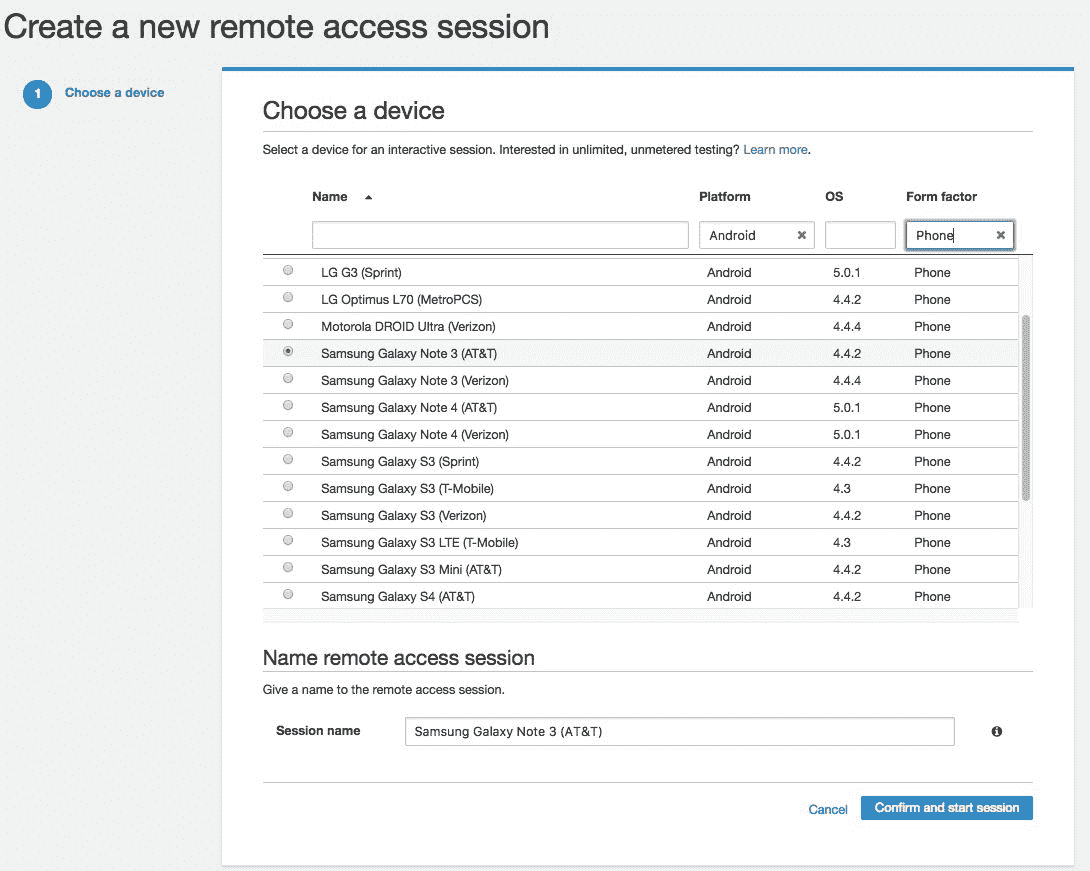 Create a new remote access session
1 Choose a device
Choose a device
Select a device for an interactive session. Interested in unlimited, unmetered testing? Learn more.
Name Platform OS Form factor
Android Phone
LG G3 (Sprint) Android 5.0.1 Phone
LG Optimus L70 (MetroPCS) Android 4.4.2 Phone
Motorola DROID Ultra (Verizon) Android 4.4.4 Phone
Samsung Galaxy Note 3 (AT&T) Android 4.4.2 Phone
Samsung Galaxy Note 3 (Verizon) Android 4.4.4 Phone
Samsung Galaxy Note 4 (AT&T) Android 5.0.1 Phone
Samsung Galaxy Note 4 (Verizon) Android 5.0.1 Phone
Samsung Galaxy S3 (Sprint) Android 4.4.2 Phone
Samsung Galaxy S3 (T-Mobile) Android 4.3 Phone
Samsung Galaxy S3 (Verizon) Android 4.4.2 Phone
Samsung Galaxy S3 LTE (T-Mobile) Android 4.3 Phone
Samsung Galaxy S3 Mini (AT&T) Android 4.4.2 Phone
Samsung Galaxy S4 (AT&T) Android 4.4.2 Phone
Name remote access session
Give a name to the remote access session.
Session name Samsung Galaxy Note 3 (AT&T)
Cancel Confirm and start session